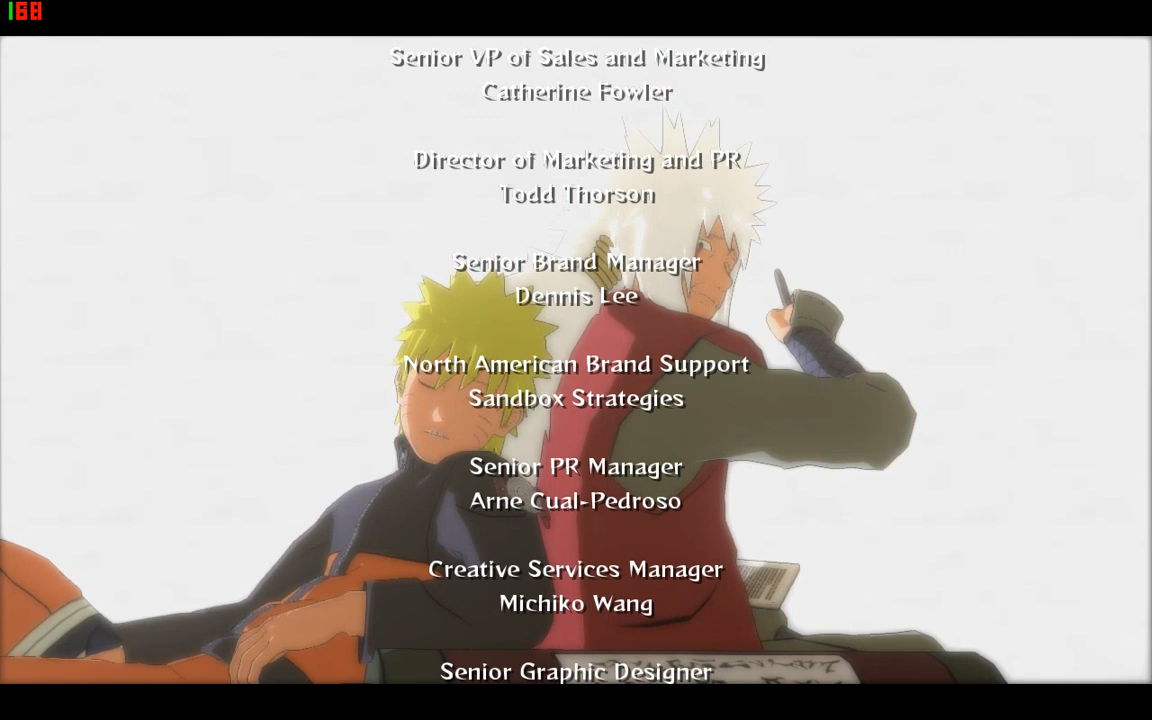 168
Senior VP of Sales and Marketing
Catherine Fowler
Director of Marketing and PR
Todd Thorson
Senior Brand Manager
Dennis Lee
North American Brand Support
Sandbox Strategies
Senior PR Manager
Arne Cual-Pedroso
Creative Services Manager
Michiko Wang
Senior Graphic Designer